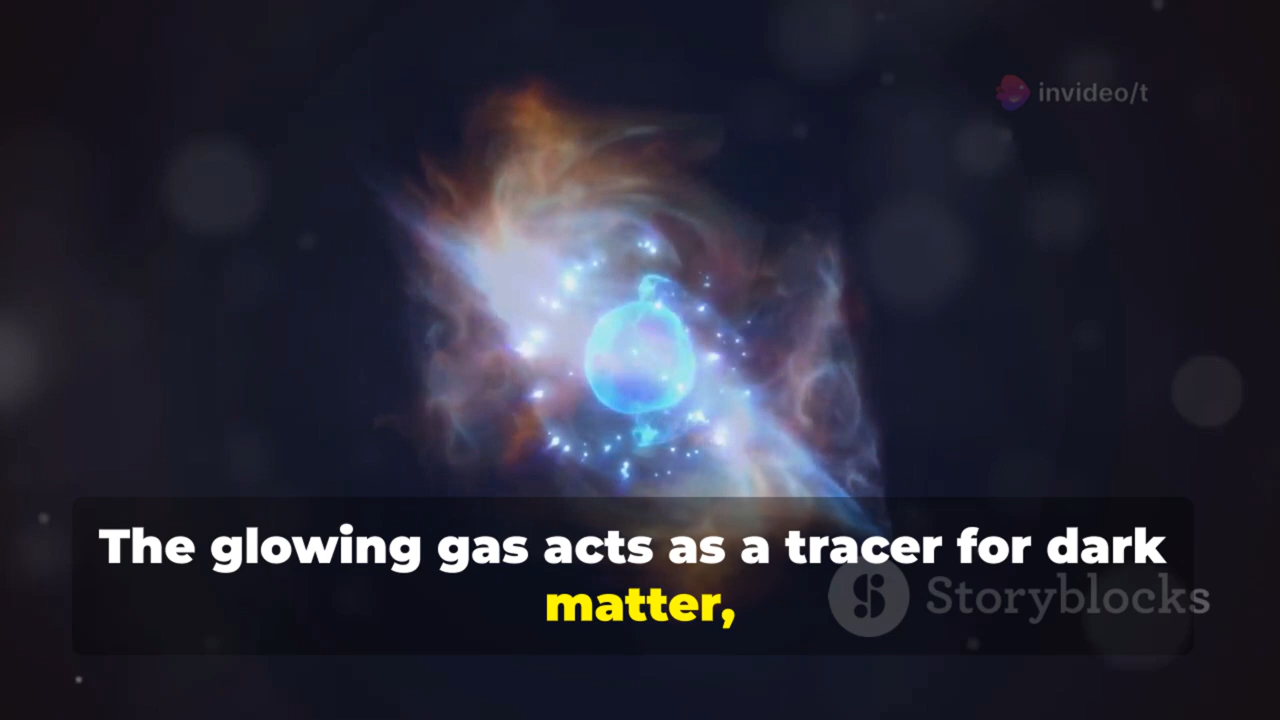 invideo/t
The glowing gas acts as a tracer for dark
matter,
Storyblocks